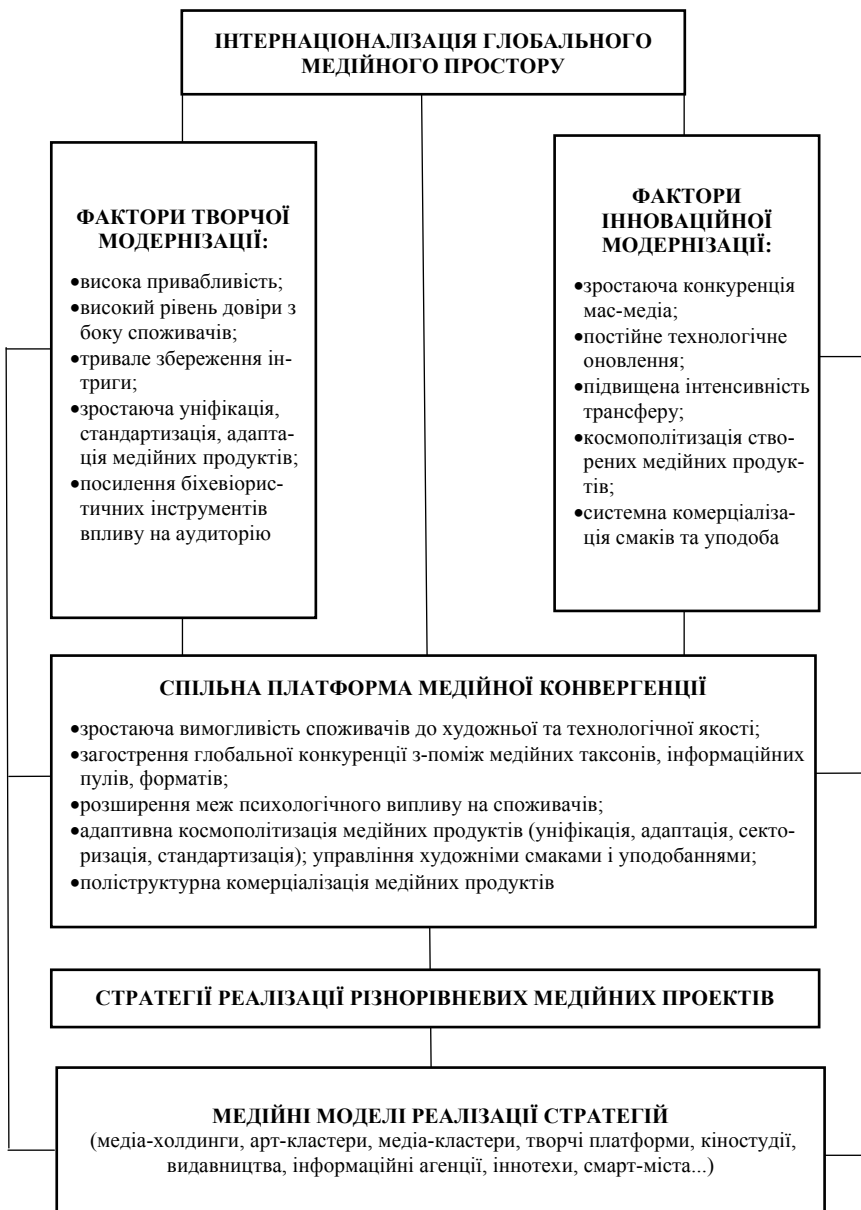 ІНТЕРНАЦІОНАЛІЗАЦІЯ ГЛОБАЛЬНОГО
МЕДІЙНОГО ПРОСТОРУ
ФАКТОРИ ТВОРЧОЇ
МОДЕРНІЗАЦІЇ:
•висока привабливість;
•високий рівень довіри з
боку споживачів;
•тривале збереження ін-
триги;
•зростаюча уніфікація,
стандартизація, адапта-
ція медійних продуктів;
•посилення біхевіорис-
тичних інструментів
впливу на аудиторію
ФАКТОРИ
ІННОВАЦІЙНОЇ
МОДЕРНІЗАЦІЇ:
•зростаюча конкуренція
мас-медіа;
•постійне технологічне
оновлення;
•підвищена інтенсивність
трансферу;
•космополітизація ство-
рених медійних продук-
тів;
•системна комерціаліза-
ція смаків та уподоба
СПІЛЬНА ПЛАТФОРМА МЕДІЙНОЇ КОНВЕРГЕНЦІЇ
•зростаюча вимогливість споживачів до художньої та технологічної якості;
•загострення глобальної конкуренції з-поміж медійних таксонів, інформаційних
пулів, форматів;
•розширення меж психологічного випливу на споживачів;
•адаптивна космополітизація медійних продуктів (уніфікація, адаптація, секто-
ризація, стандартизація); управління художніми смаками і уподобаннями;
•поліструктурна комерціалізація медійних продуктів
СТРАТЕГІЇ РЕАЛІЗАЦІЇ РІЗНОРІВНЕВИХ МЕДІЙНИХ ПРОЕКТІВ
МЕДІЙНІ МОДЕЛІ РЕАЛІЗАЦІЇ СТРАТЕГІЙ
(медіа-холдинги, арт-кластери, медіа-кластери, творчі платформи, кіностудії,
видавництва, інформаційні агенції, іннотехи, смарт-міста...)